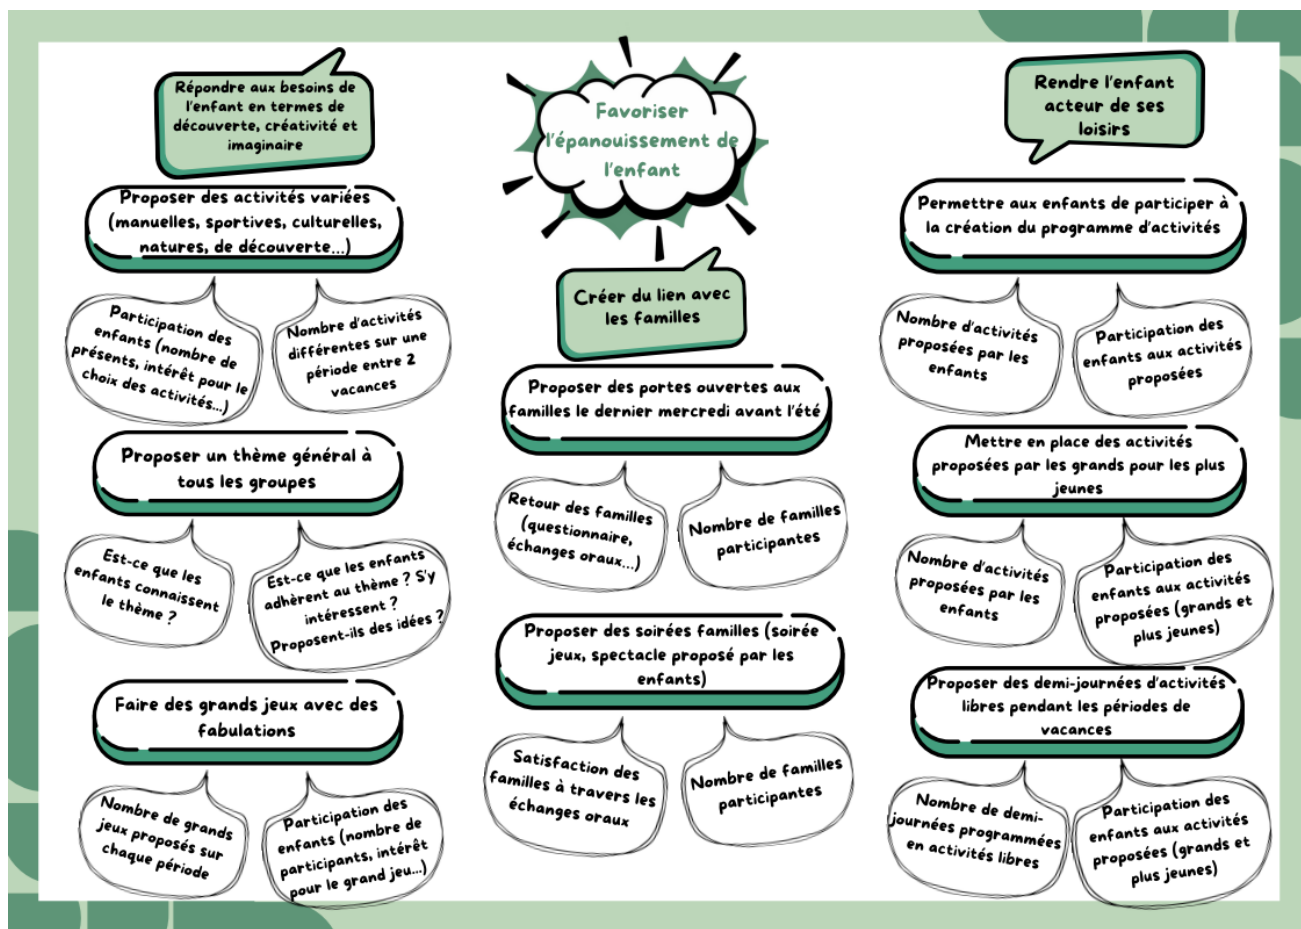 Favoriser
l'épanouissement de
l'enfant
Répondre aux besoins de
l'enfant en termes de
découverte, créativité et
imaginaire
Proposer des activités variées
(manuelles, sportives, culturelles,
natures, de découverte...)
Participation des
enfants (nombre de
présents, intérêt pour le
choix des activités...)
Nombre d'activités
différentes sur une
période entre 2
vacances
Proposer un thème général à
tous les groupes
Est-ce que les
enfants connaissent
le thème ?
Est-ce que les enfants
adhèrent au thème ? S'y
intéressent ?
Proposent-ils des idées ?
Faire des grands jeux avec des
fabulations
Nombre de grands
jeux proposés sur
chaque période
Participation des
enfants (nombre de
participants, intérêt
pour le grand jeu...)
Créer du lien avec
les familles
Proposer des portes ouvertes aux
familles le dernier mercredi avant l'été
Retour des familles
(questionnaire,
échanges oraux...)
Nombre de familles
participantes
Proposer des soirées familles (soirée
jeux, spectacle proposé par les
enfants)
Satisfaction des
familles à travers les
échanges oraux
Nombre de familles
participantes
Rendre l'enfant
acteur de ses
loisirs
Permettre aux enfants de participer à
la création du programme d'activités
Nombre d'activités
proposées par les
enfants
Participation des
enfants aux activités
proposées
Mettre en place des activités
proposées par les grands pour les plus
jeunes
Nombre d'activités
proposées par les
enfants
Participation des
enfants aux activités
proposées (grands et
plus jeunes)
Proposer des demi-journées d'activités
libres pendant les périodes de
vacances
Nombre de demi-
journées programmées
en activités libres
Participation des
enfants aux activités
proposées (grands et
plus jeunes)